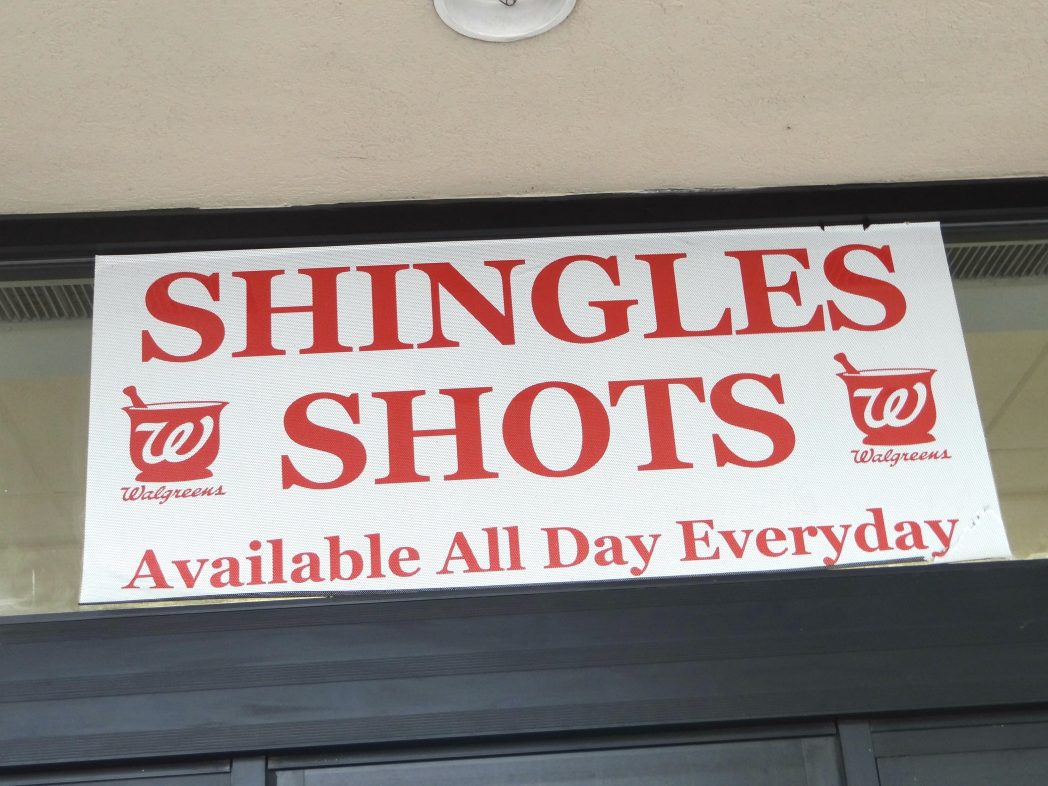 SHINGLES
SHOTS
W
Walgreens
W
Walgreens
Available All Day Everyday